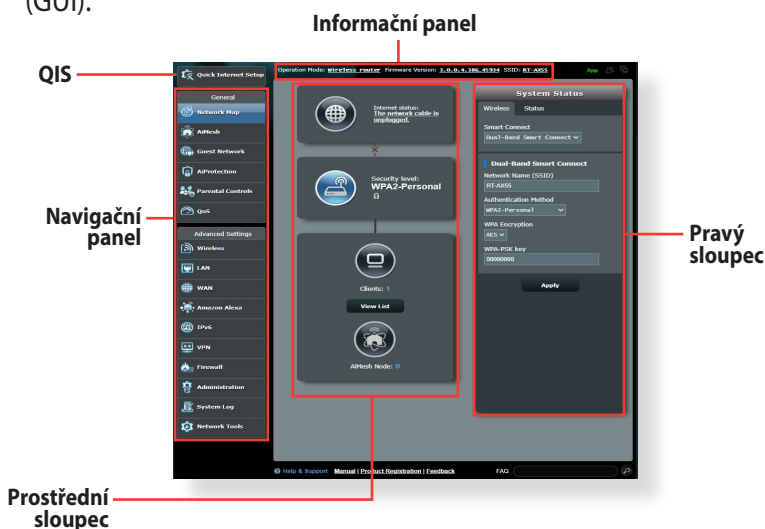 (GUI).
Informační panel
QIS
Quick Internet Setup
Operation Mode: Wireless router Firmware Version: 3.0.0.4.386_45934 SSID: RT-AX55
App
General
Network Map
AiMesh
Guest Network
AiProtection
Parental Controls
QoS
Advanced Settings
Wireless
LAN
WAN
Amazon Alexa
IPv6
VPN
Firewall
Administration
System Log
Network Tools
Navigační
panel
Internet status:
The network cable is
unplugged.
Security level:
WPA2-Personal
Clients: 1
View List
AiMesh Node: 0
System Status
Wireless Status
Smart Connect
Dual-Band Smart Connect
Dual-Band Smart Connect
Network Name (SSID)
RT-AX55
Authentication Method
WPA2-Personal
WPA Encryption
AES
WPA-PSK key
00000000
Apply
Pravý
sloupec
Help & Support Manual | Product Registration | Feedback FAQ
Prostřední
sloupec